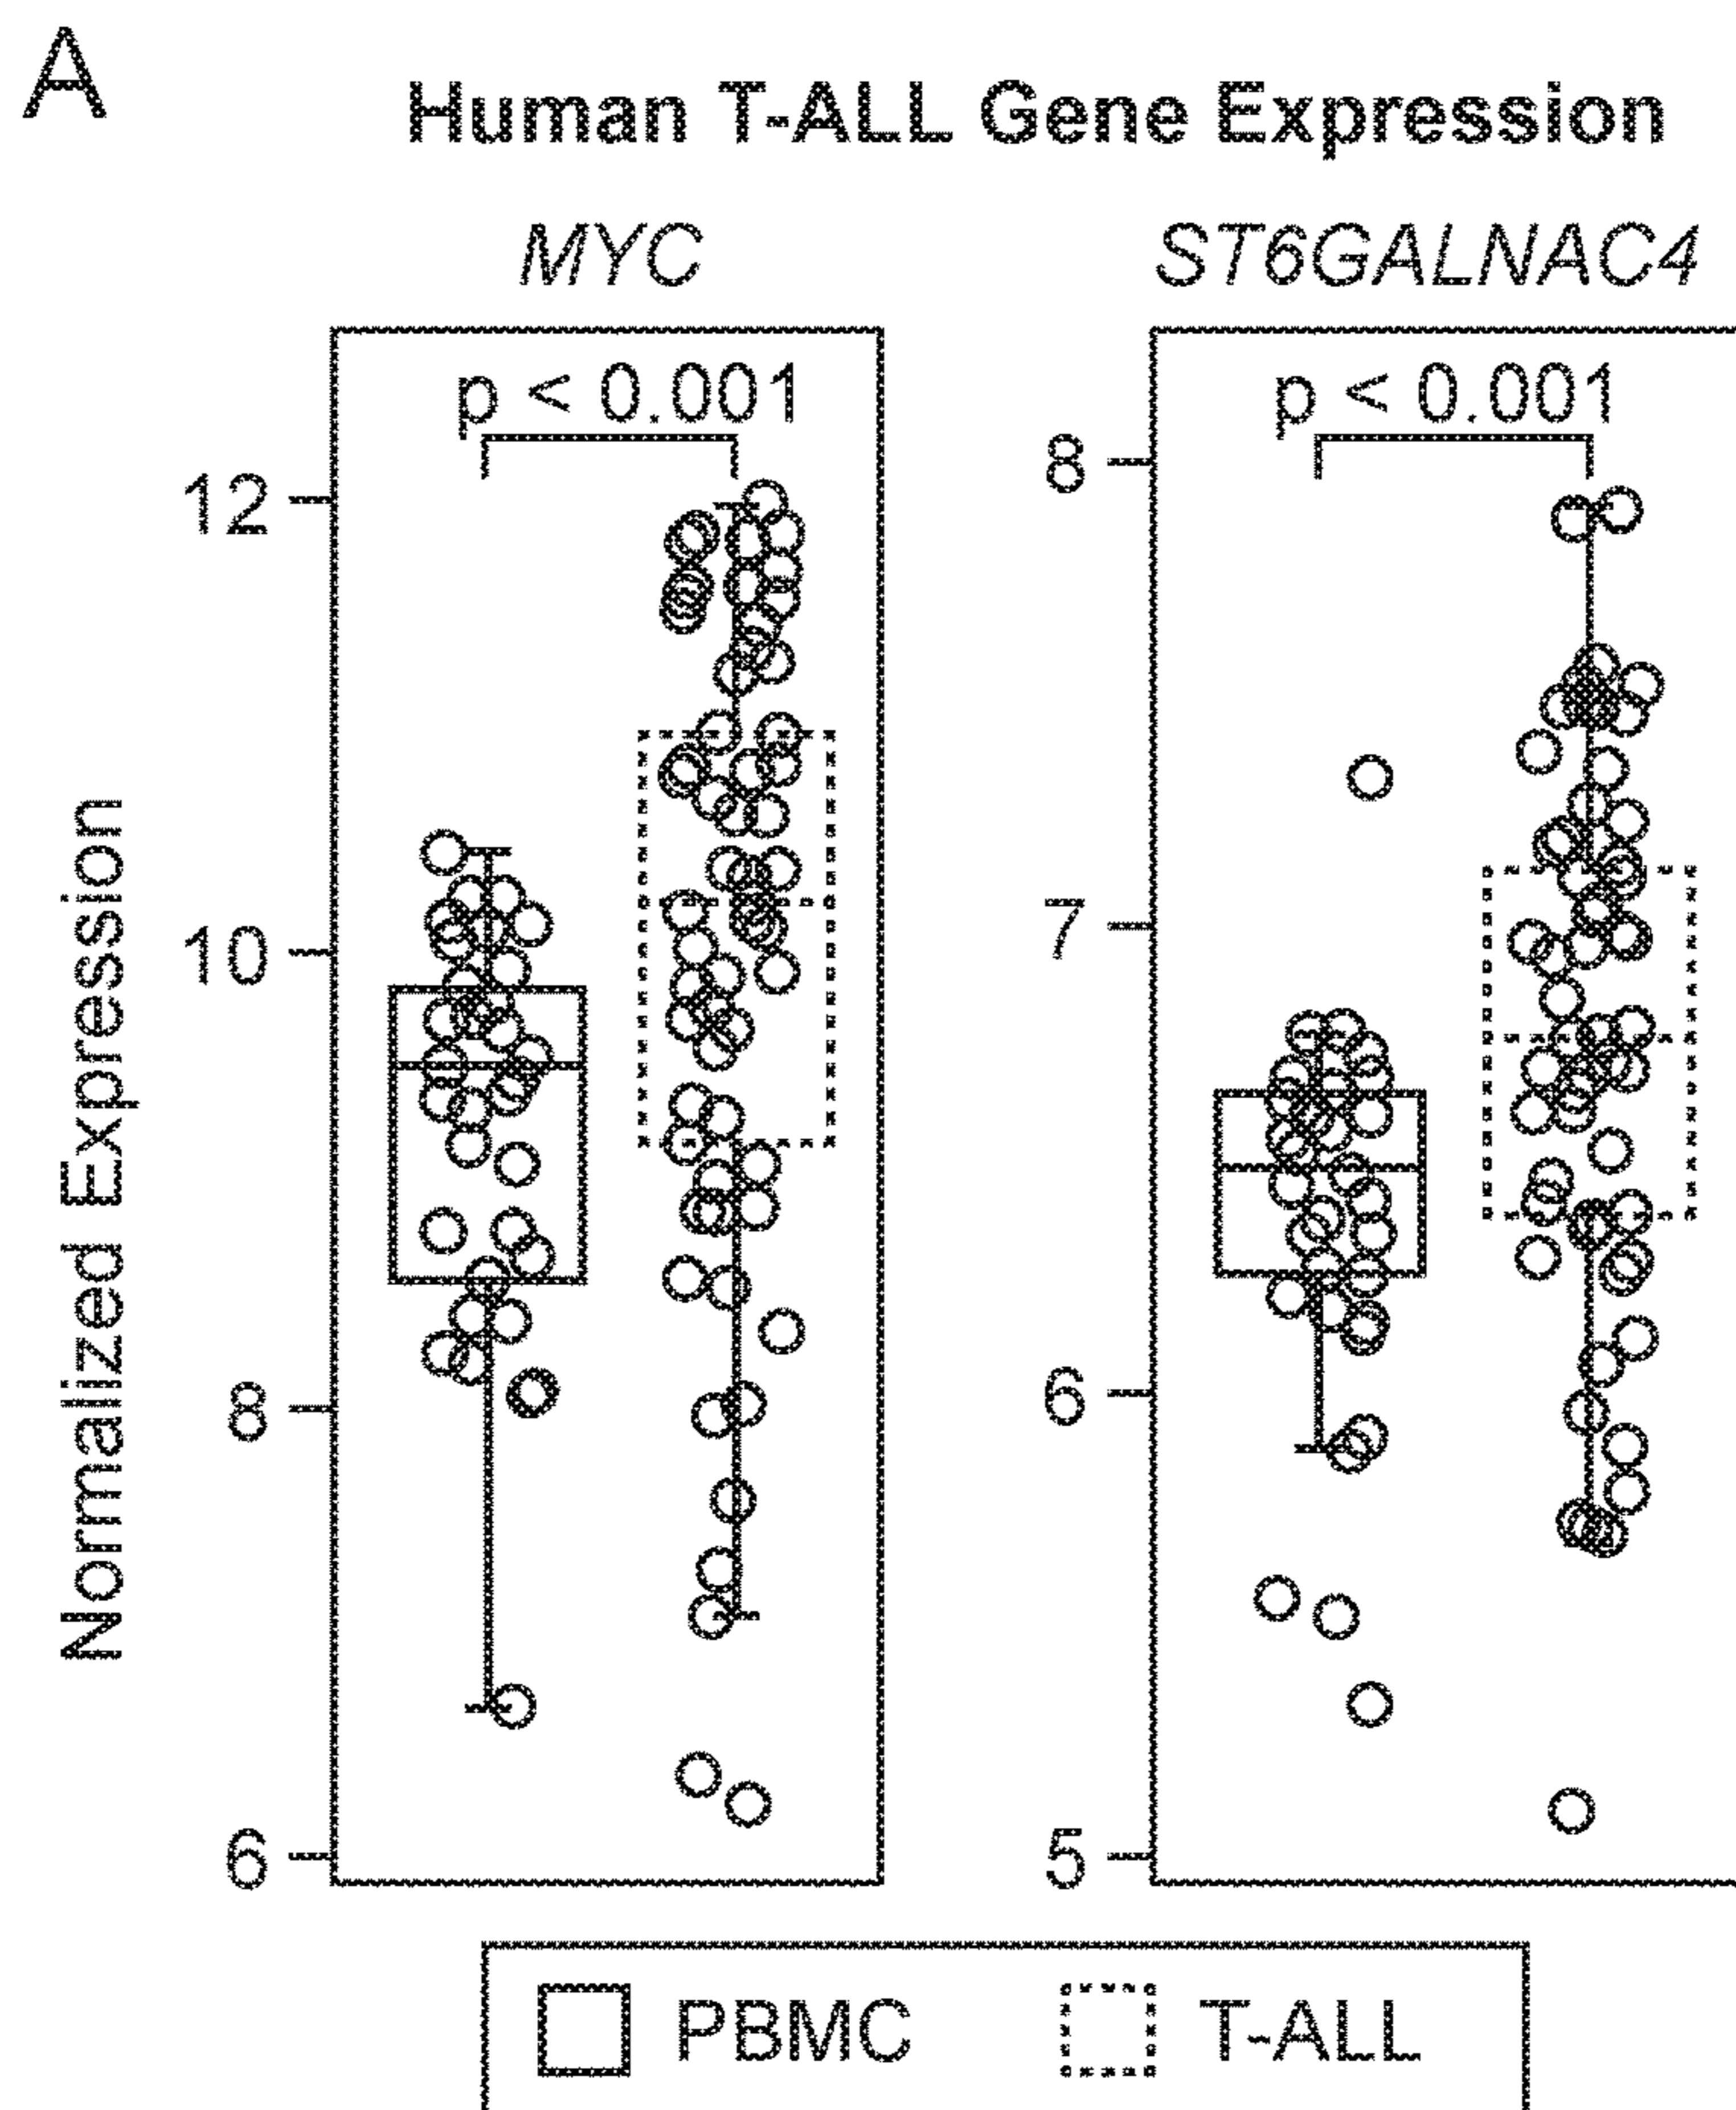 A
Human T-ALL Gene Expression
MYC
ST6GALNAC4
Normalized Expression
p < 0.001
12
10
8
6
p < 0.001
8
7
6
5
PBMC
T-ALL